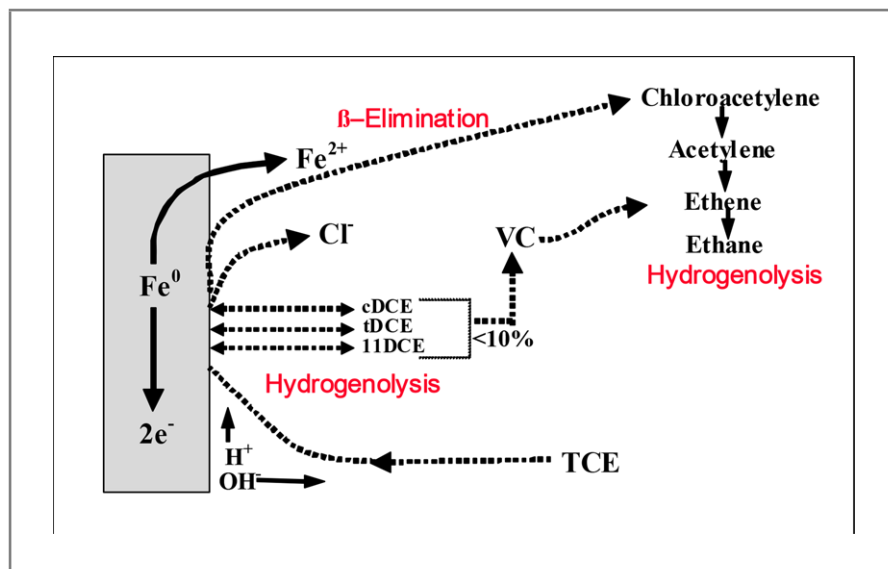 Chloroacetylene
ß–Elimination
Acetylene
Fe²⁺
Ethene
Cl⁻
VC
Ethane
Hydrogenolysis
Fe⁰
cDCE
tDCE
<10%
11DCE
Hydrogenolysis
2e⁻
H⁺
TCE
OH⁻